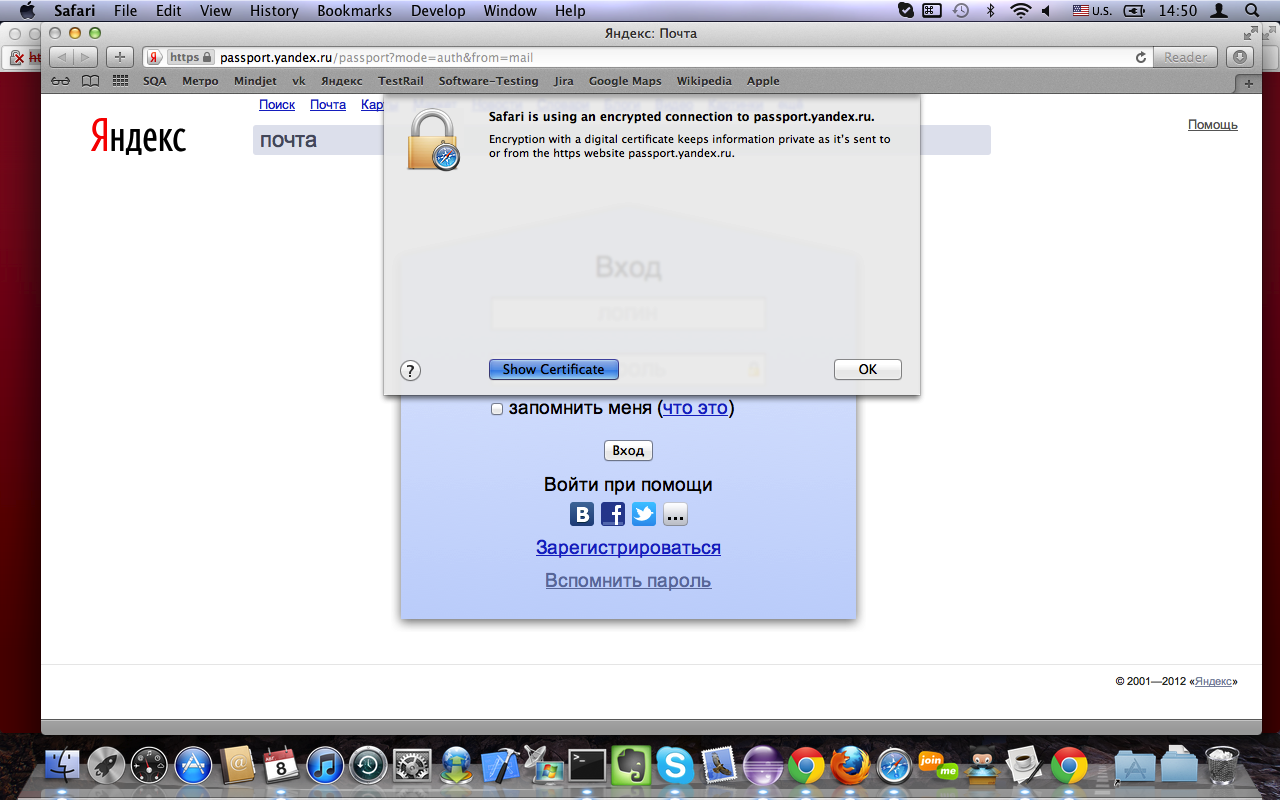 Safari File Edit View History Bookmarks Develop Window Help U.S. 14:50
Яндекс: Почта
https passport.yandex.ru/passport?mode=auth&from=mail Reader
SQA Метро Mindjet vk Яндекс TestRail Software-Testing Jira Google Maps Wikipedia Apple
Поиск Почта
Яндекс
почта
Помощь
Safari is using an encrypted connection to passport.yandex.ru.
Encryption with a digital certificate keeps information private as it's sent to
or from the https website passport.yandex.ru.
Вход
логин
? Show Certificate OK
запомнить меня (что это)
Вход
Войти при помощи
B f ...
Зарегистрироваться
Вспомнить пароль
© 2001—2012 «Яндекс»
8
join
me